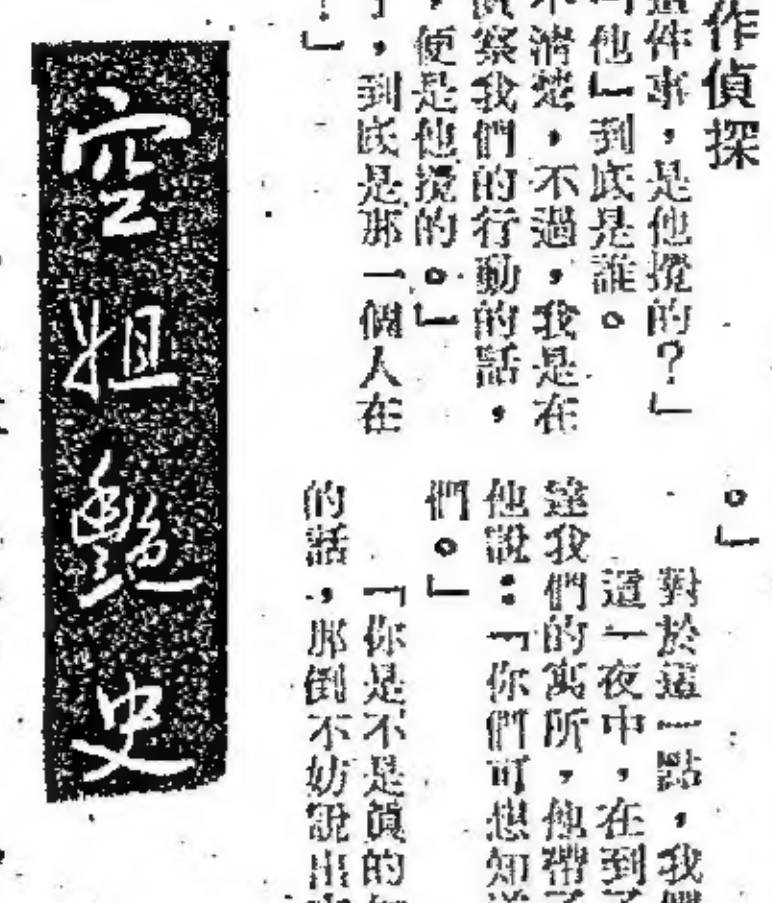 作偵探
這件事,是他攪的?」
他」到底是誰。
不清楚,不過,我是在
偵察我們的行動的話,
,便是他攪的。」
,到底是那一個人在
?」
。」
對於這一點,我們
這一夜中,在到了
達我們的寓所,他帶了
他說:「你們可想知道
們。」
「你是不是眞的
的話,那倒不妨說出
空姐艷史